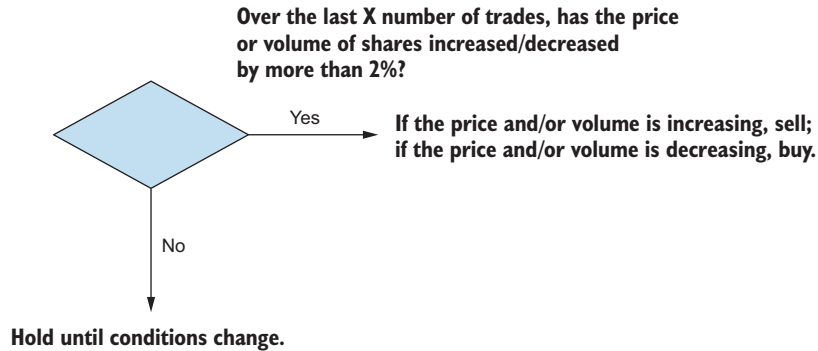 Over the last X number of trades, has the price
or volume of shares increased/decreased
by more than 2%?
Yes
If the price and/or volume is increasing, sell;
if the price and/or volume is decreasing, buy.
No
Hold until conditions change.